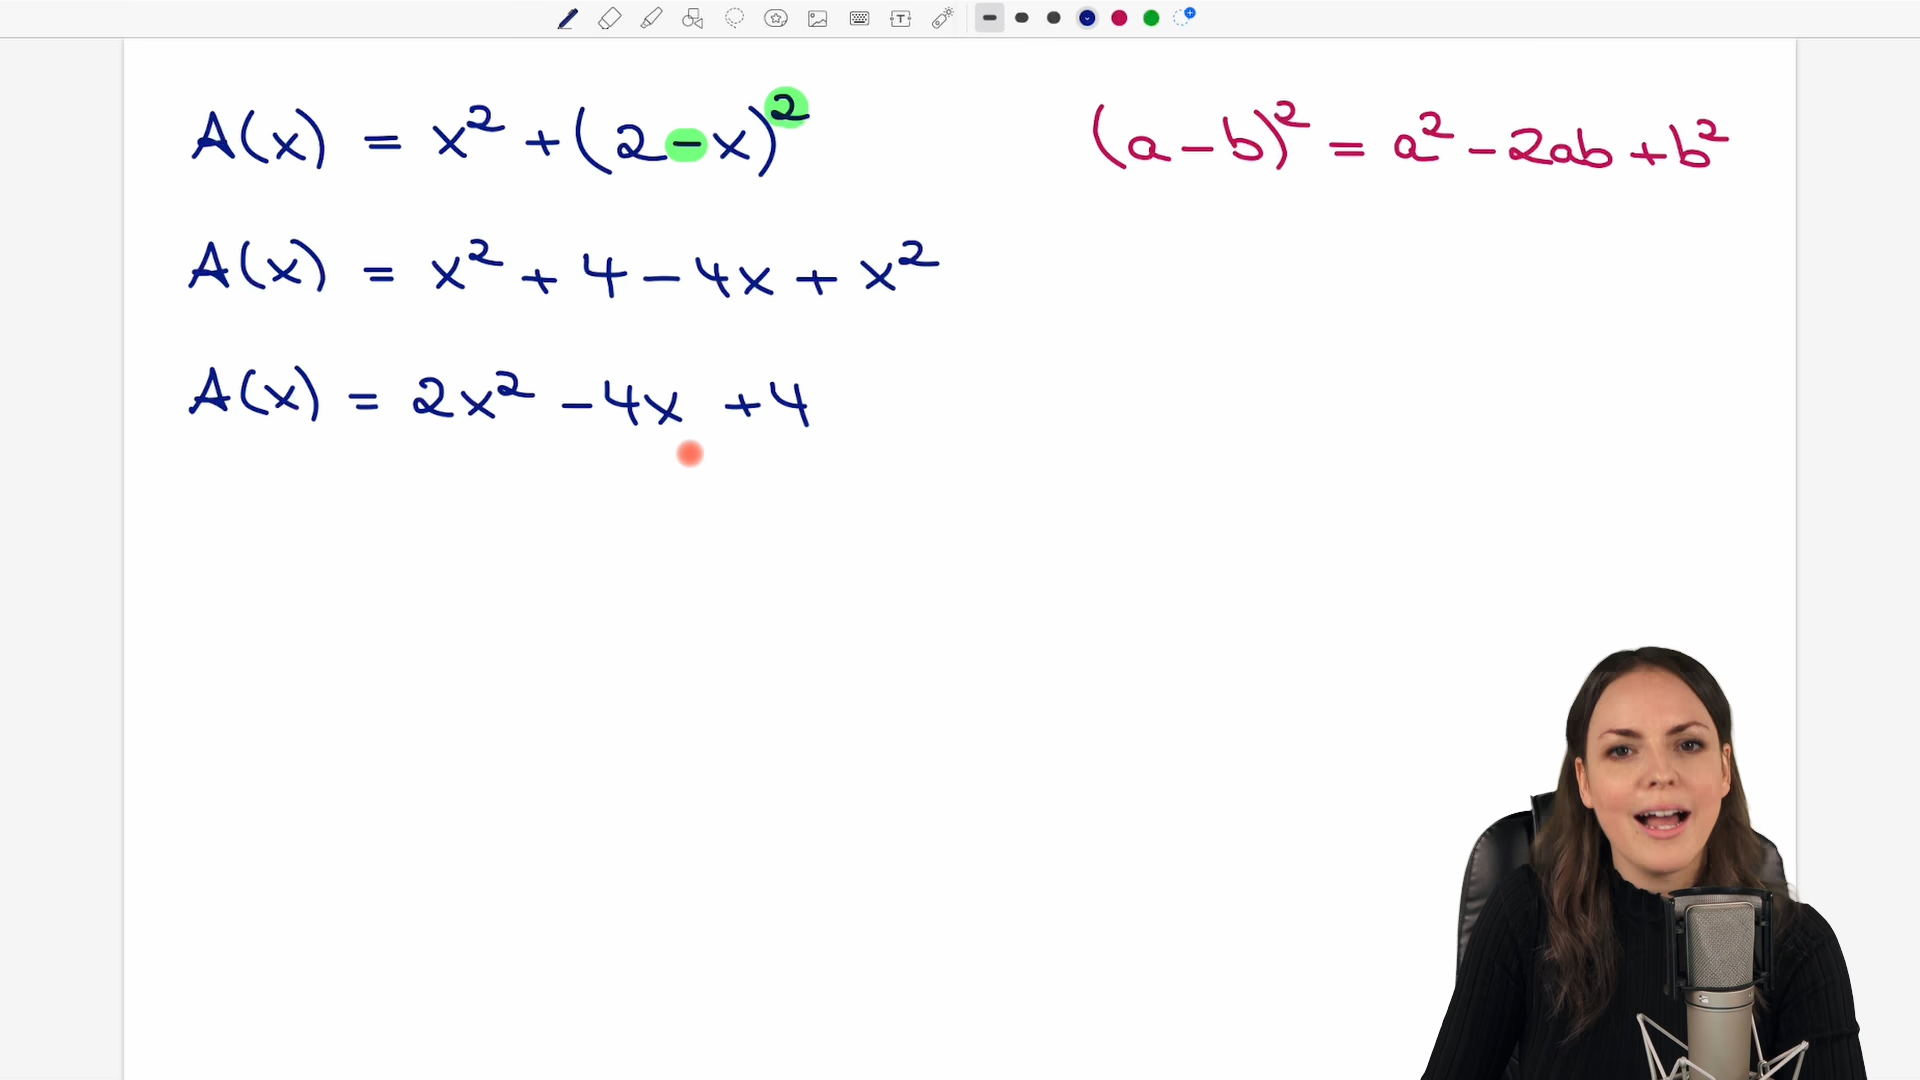 A(x) = x² + (2 - x)²
(a - b)² = a² - 2ab + b²
A(x) = x² + 4 - 4x + x²
A(x) = 2x² - 4x + 4